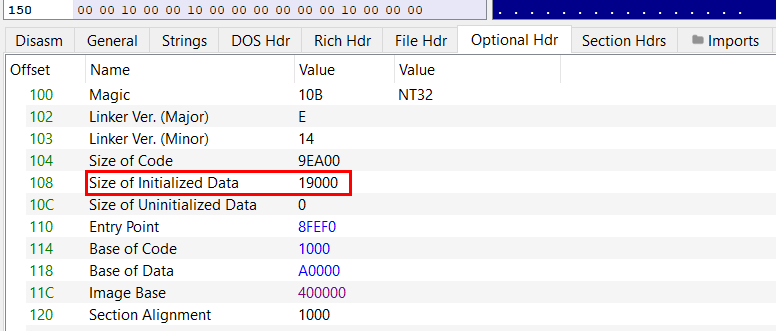 150 00 00 10 00 00 10 00 00 00 00 00 10 00 00 00 . . . . . . . . . . . . . . .
Disasm General Strings DOS Hdr Rich Hdr File Hdr Optional Hdr Section Hdrs Imports
Offset Name Value Value
100 Magic 10B NT32
102 Linker Ver. (Major) E
103 Linker Ver. (Minor) 14
104 Size of Code 9EA00
108 Size of Initialized Data 19000
10C Size of Uninitialized Data 0
110 Entry Point 8FEF0
114 Base of Code 1000
118 Base of Data A0000
11C Image Base 400000
120 Section Alignment 1000